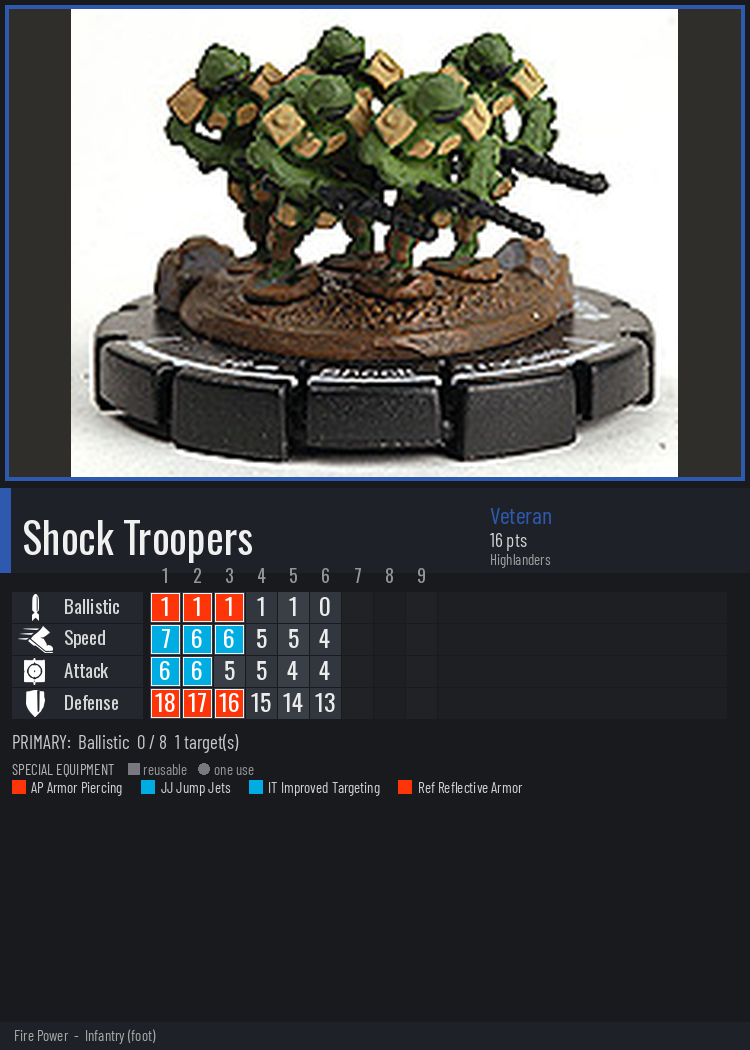 Shock
Shock Troopers
Veteran
16 pts
Highlanders
1 2 3 4 5 6 7 8 9
Ballistic 1 1 1 1 1 0
Speed 7 6 6 5 5 4
Attack 6 6 5 5 4 4
Defense 18 17 16 15 14 13
PRIMARY: Ballistic 0 / 8 1 target(s)
SPECIAL EQUIPMENT reusable one use
AP Armor Piercing JJ Jump Jets IT Improved Targeting Ref Reflective Armor
Fire Power - Infantry (foot)